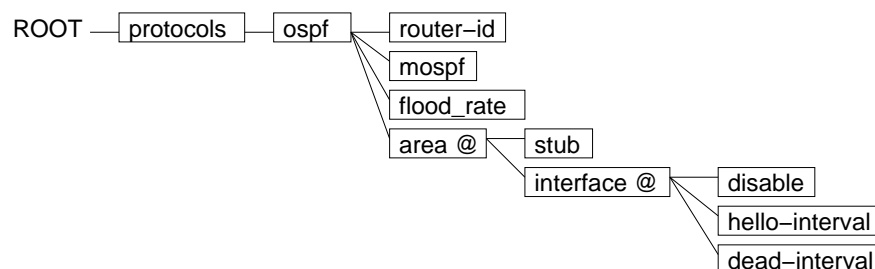 ROOT protocols ospf router−id
mospf
flood_rate
area @ stub
interface @ disable
hello−interval
dead−interval